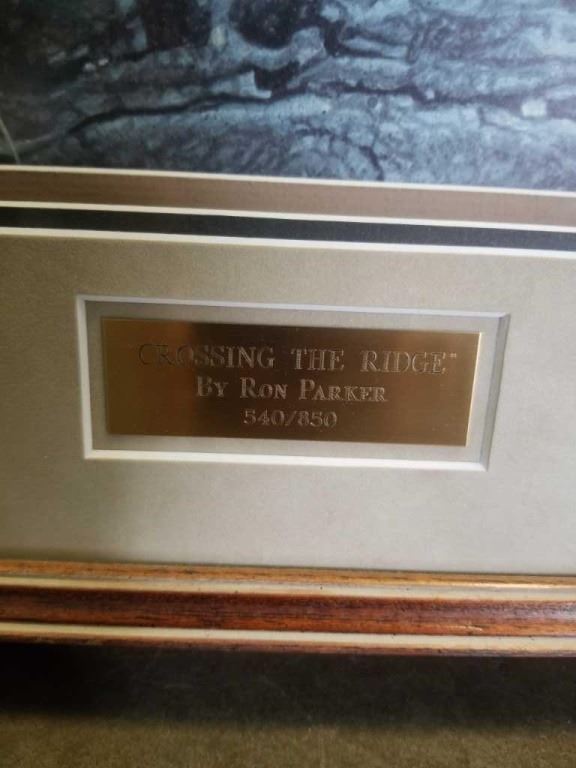 "CROSSING THE RIDGE"
BY RON PARKER
540/850